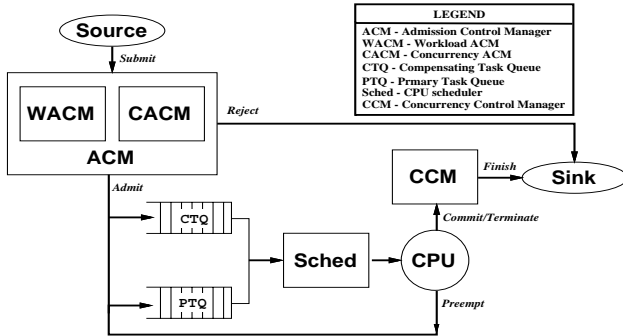 Source
Submit
WACM
CACM
ACM
Reject
Admit
LEGEND
ACM - Admission Control Manager
WACM - Workload ACM
CACM - Concurrency ACM
CTQ - Compensating Task Queue
PTQ - Prmary Task Queue
Sched - CPU scheduler
CCM - Concurrency Control Manager
CCM
Finish
Sink
Commit/Terminate
CTQ
Sched
CPU
PTQ
Preempt